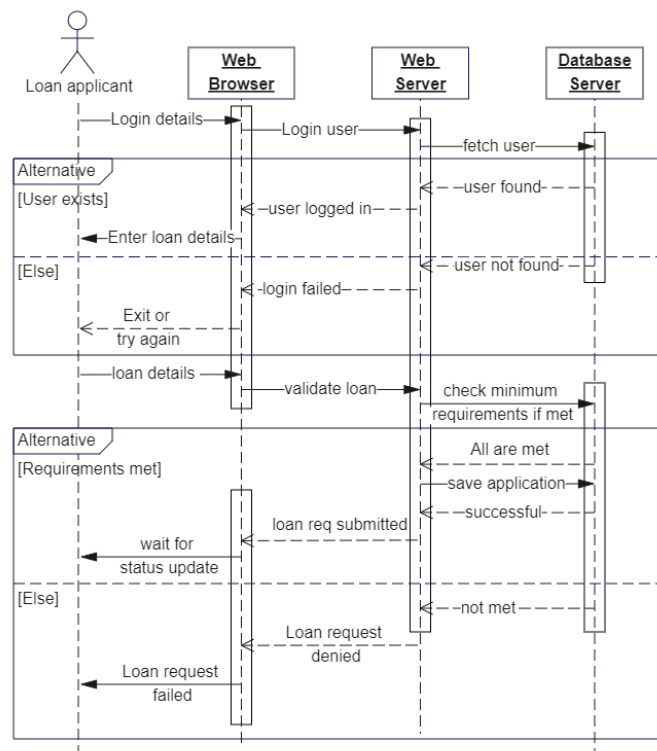 Loan applicant
Web
Browser
Web
Server
Database
Server
Login details
Login user
fetch user
Alternative
[User exists]
user found
user logged in
Enter loan details
[Else]
user not found
login failed
Exit or
try again
loan details
validate loan
check minimum
requirements if met
Alternative
[Requirements met]
All are met
save application
successful
loan req submitted
wait for
status update
[Else]
not met
Loan request
denied
Loan request
failed